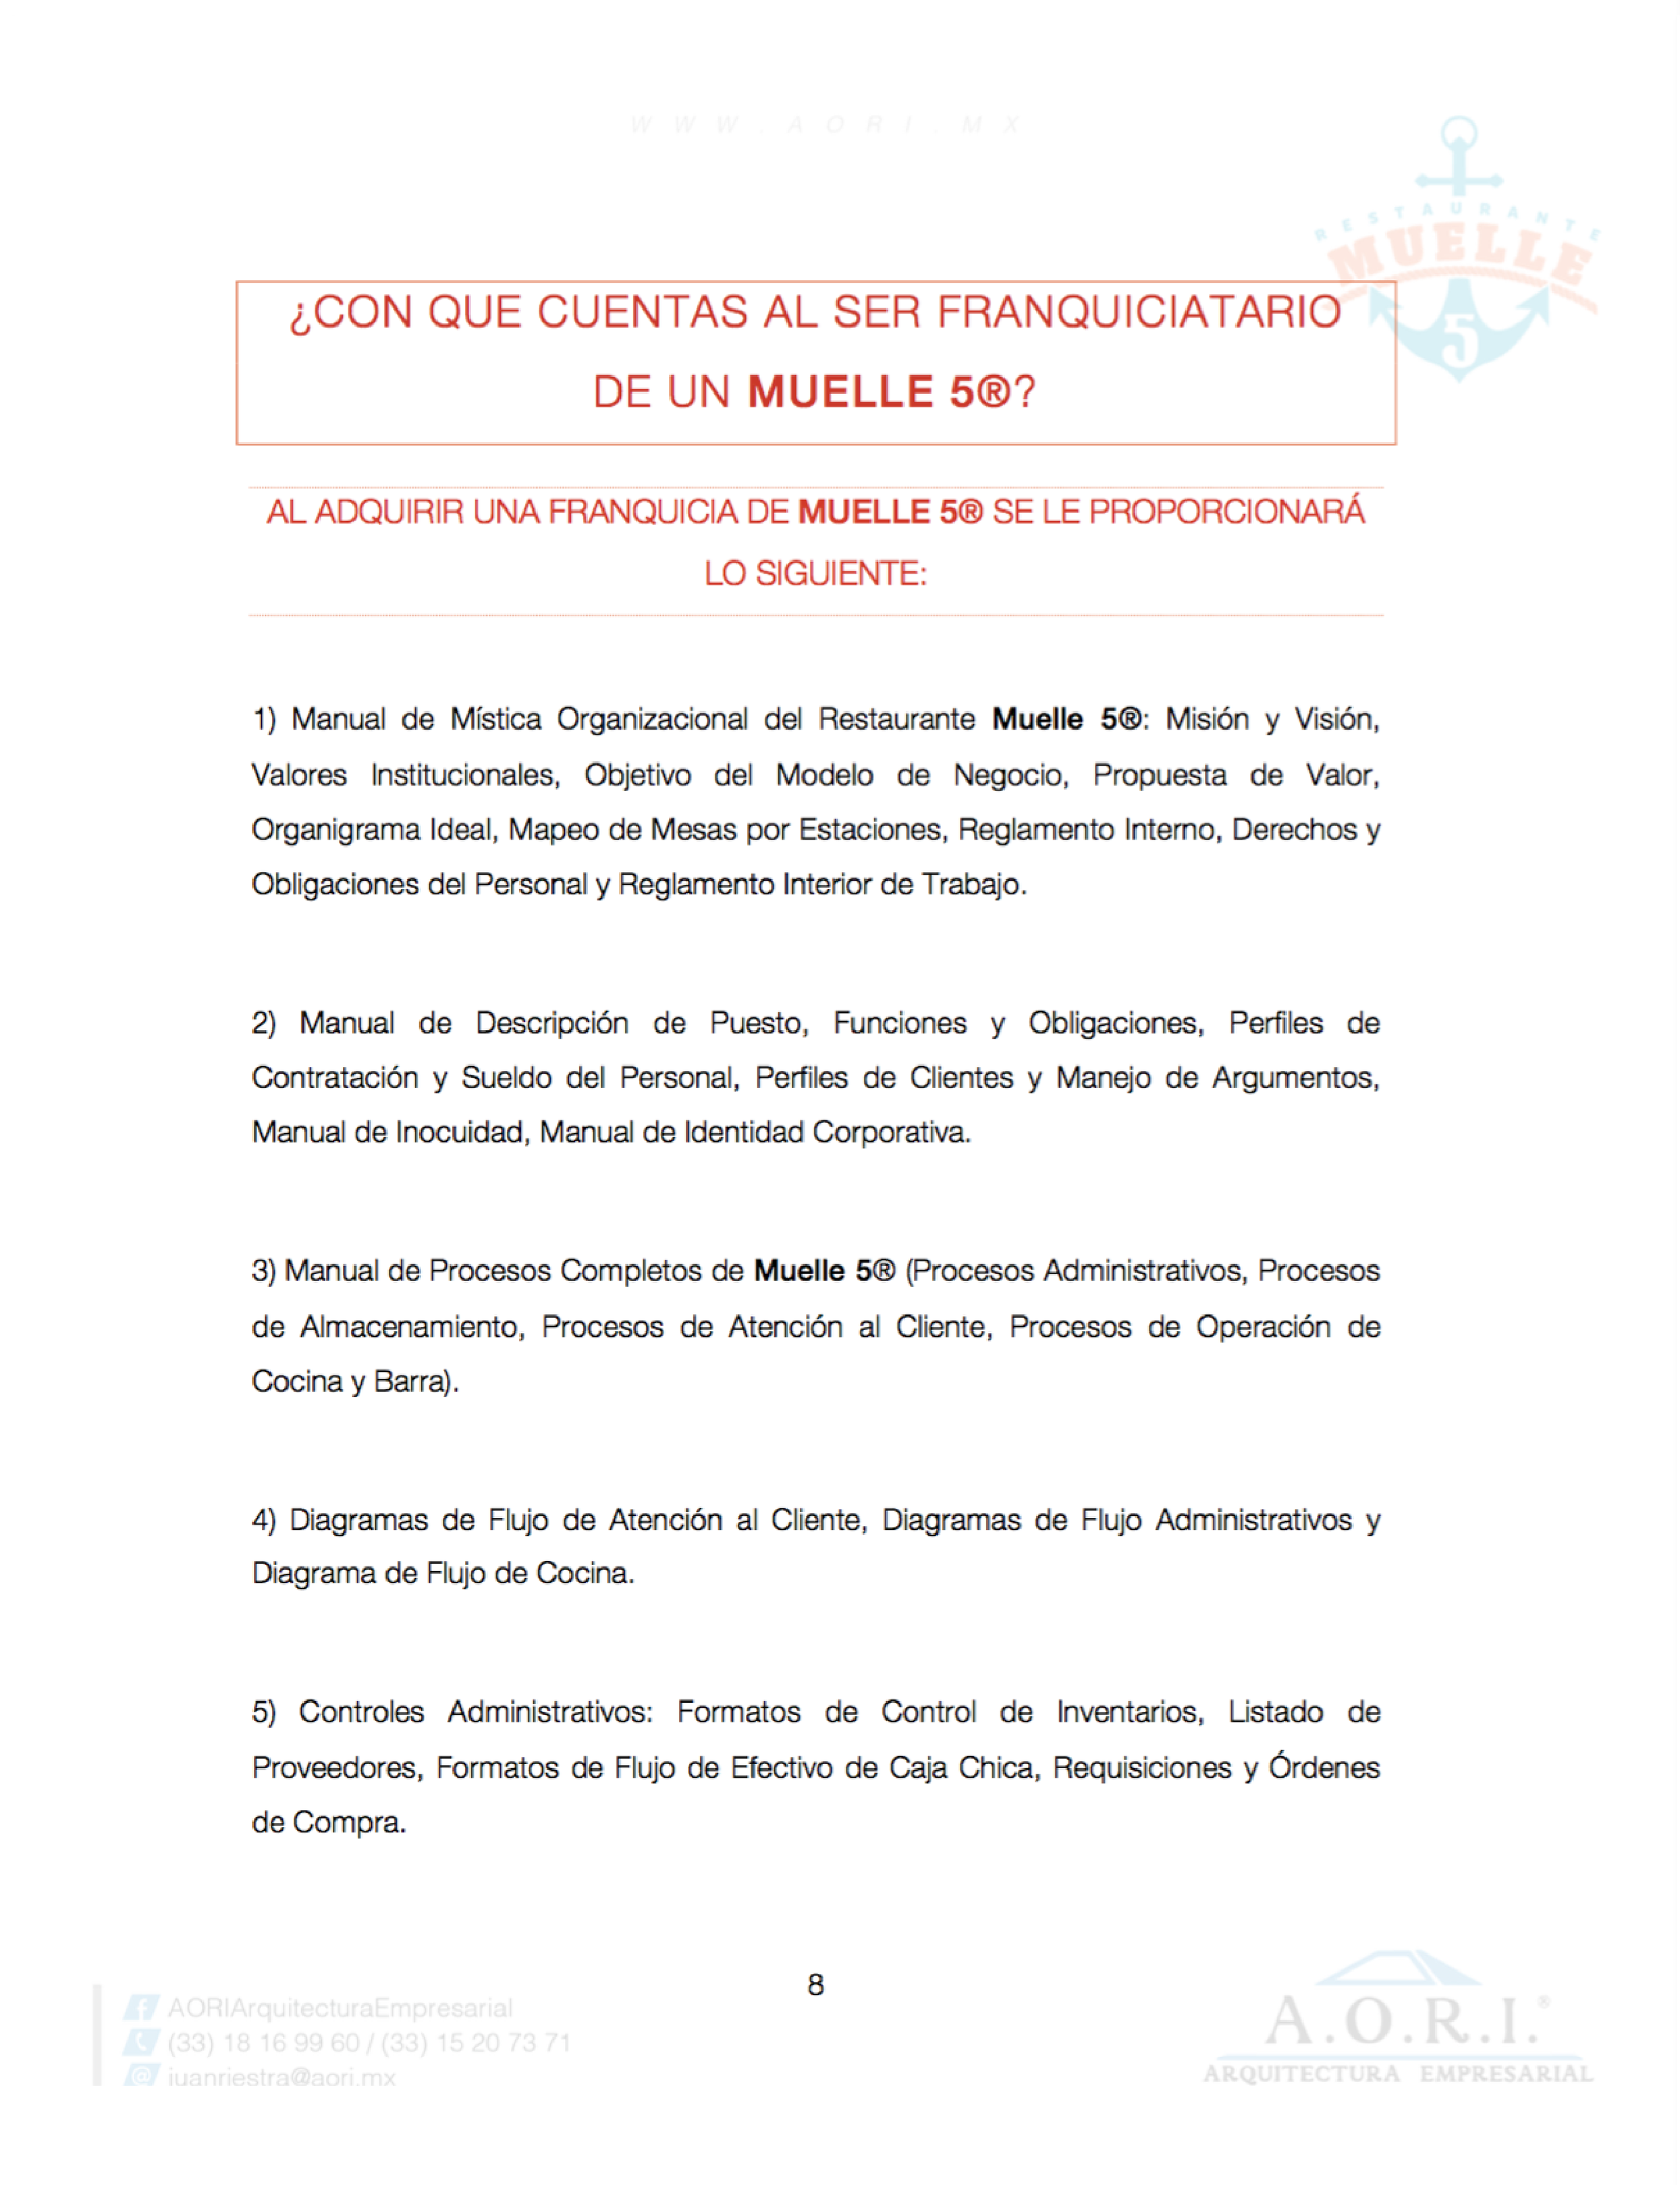 WWW.AORI.MX
RESTAURANTE
MUELLE
5
¿CON QUE CUENTAS AL SER FRANQUICIATARIO
DE UN MUELLE 5®?
AL ADQUIRIR UNA FRANQUICIA DE MUELLE 5® SE LE PROPORCIONARÁ
LO SIGUIENTE:
1) Manual de Mística Organizacional del Restaurante Muelle 5®: Misión y Visión,
Valores Institucionales, Objetivo del Modelo de Negocio, Propuesta de Valor,
Organigrama Ideal, Mapeo de Mesas por Estaciones, Reglamento Interno, Derechos y
Obligaciones del Personal y Reglamento Interior de Trabajo.
2) Manual de Descripción de Puesto, Funciones y Obligaciones, Perfiles de
Contratación y Sueldo del Personal, Perfiles de Clientes y Manejo de Argumentos,
Manual de Inocuidad, Manual de Identidad Corporativa.
3) Manual de Procesos Completos de Muelle 5® (Procesos Administrativos, Procesos
de Almacenamiento, Procesos de Atención al Cliente, Procesos de Operación de
Cocina y Barra).
4) Diagramas de Flujo de Atención al Cliente, Diagramas de Flujo Administrativos y
Diagrama de Flujo de Cocina.
5) Controles Administrativos: Formatos de Control de Inventarios, Listado de
Proveedores, Formatos de Flujo de Efectivo de Caja Chica, Requisiciones y Órdenes
de Compra.
8
AORIArquitecturaEmpresarial
(33) 18 16 99 60 / (33) 15 20 73 71
juanriestra@aori.mx
A.O.R.I.®
ARQUITECTURA EMPRESARIAL